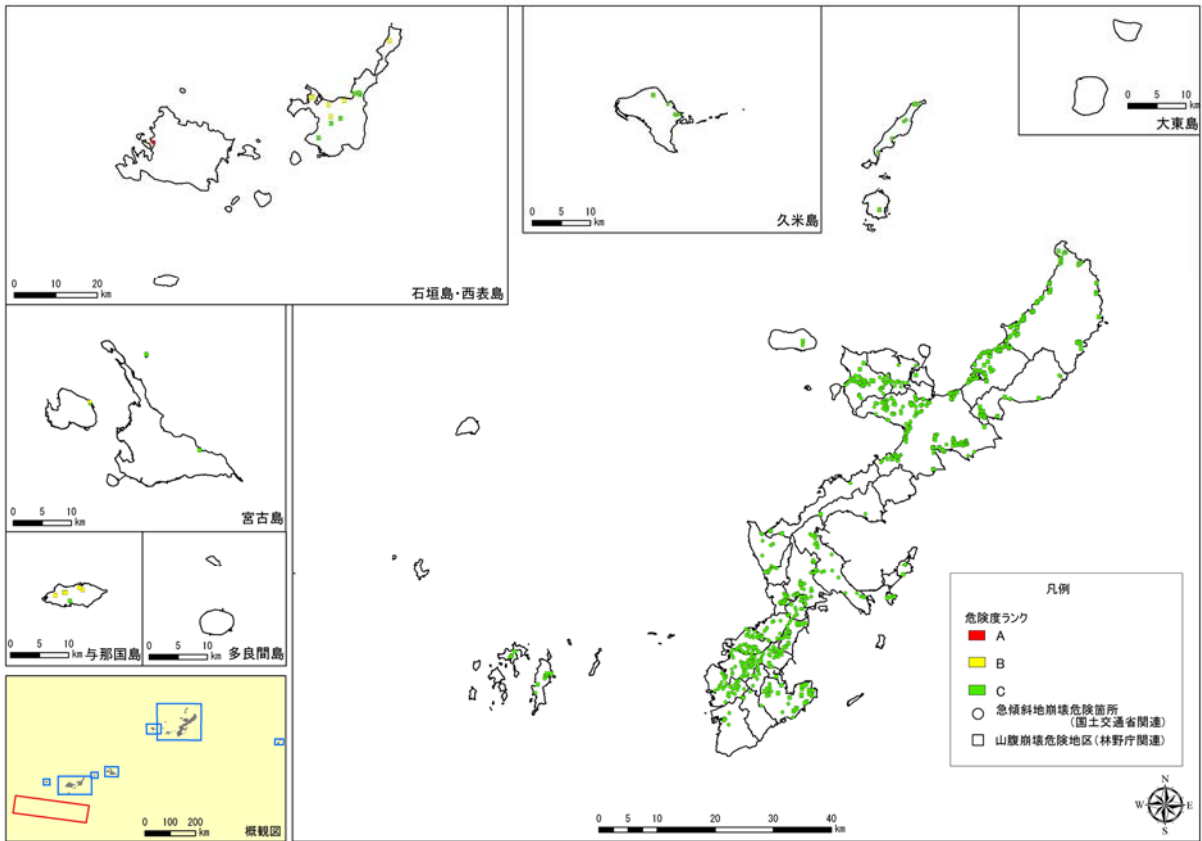 0 10 20
km
石垣島・西表島
0 5 10
km
久米島
0 5 10
km
大東島
0 5 10
km
宮古島
0 5 10
km
与那国島
0 5 10
km
多良間島
0 100 200
km
概観図
凡例
危険度ランク
A
B
C
急傾斜地崩壊危険箇所
(国土交通省関連)
山腹崩壊危険地区(林野庁関連)
N
W
E
S
0 5 10 20 30 40
km